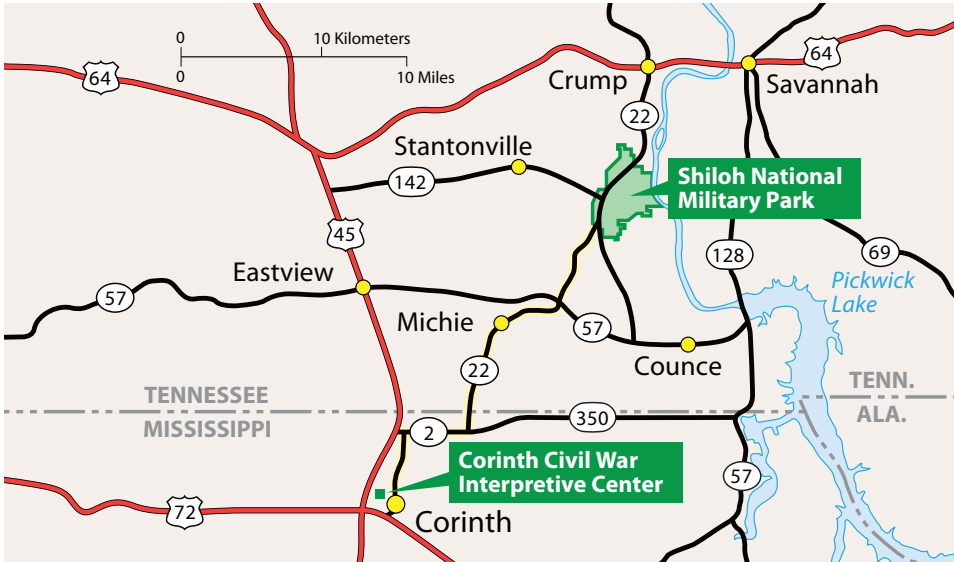 0
10 Kilometers
0
10 Miles
64
64
Crump
Savannah
22
Stantonville
142
Shiloh National
Military Park
45
128
69
Eastview
57
Pickwick
Lake
Michie
57
Counce
22
TENNESSEE
TENN.
MISSISSIPPI
ALA.
350
2
Corinth Civil War
Interpretive Center
57
72
Corinth